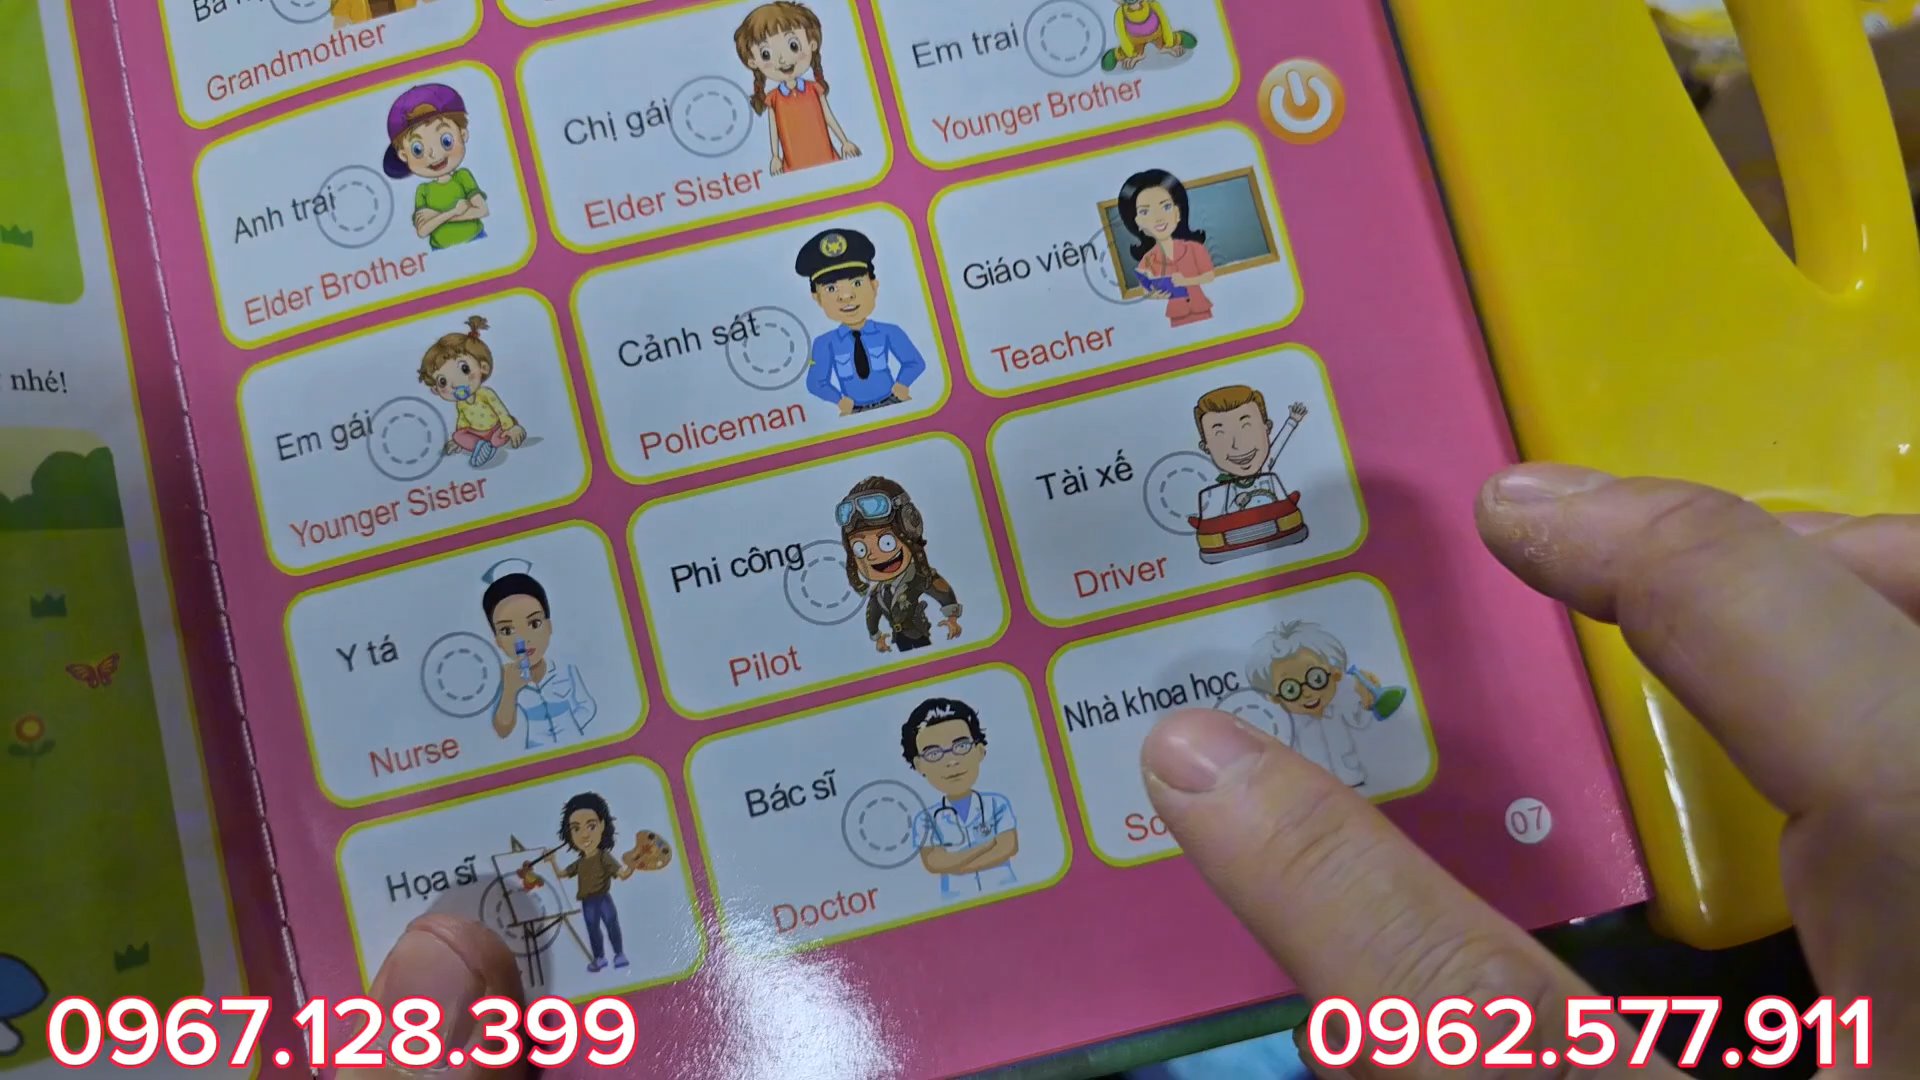 Grandmother
Em trai
Younger Brother
Chị gái
Elder Sister
Anh trai
Elder Brother
Giáo viên
Teacher
Cảnh sát
Policeman
nhé!
Em gái
Younger Sister
Tài xế
Driver
Phi công
Pilot
Y tá
Nurse
Nhà khoa học
Bác sĩ
Doctor
Họa sĩ
07
0967.128.399
0962.577.911